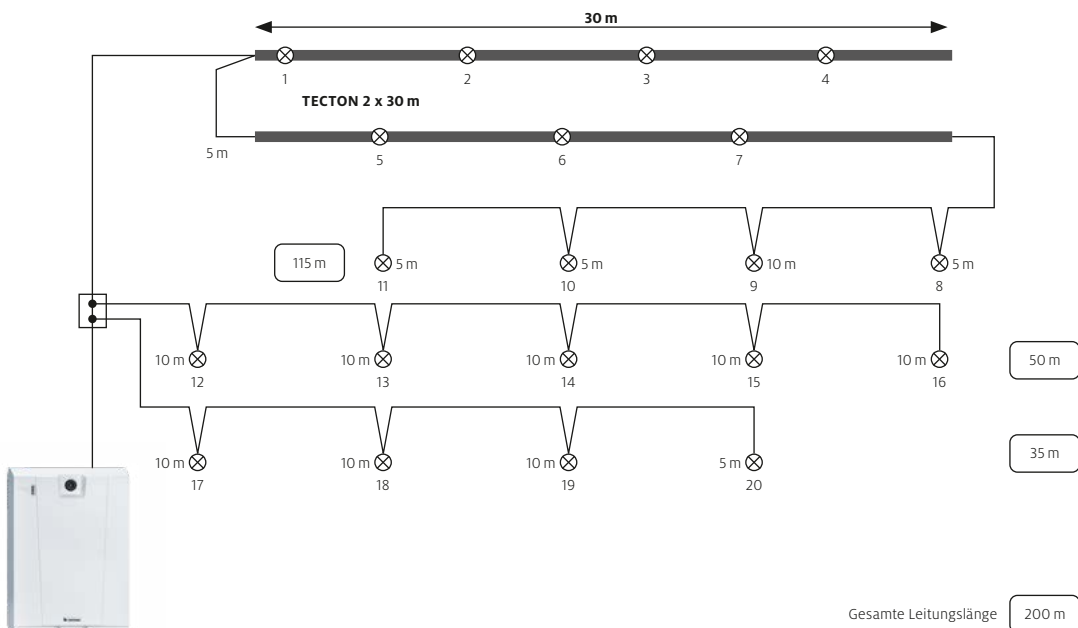 30 m
1 2 3 4
TECTON 2 x 30 m
5 m
5 6 7
115 m
5 m 5 m 10 m 5 m
11 10 9 8
10 m 10 m 10 m 10 m 10 m
12 13 14 15 16
50 m
10 m 10 m 10 m 5 m
17 18 19 20
35 m
Gesamte Leitungslänge 200 m